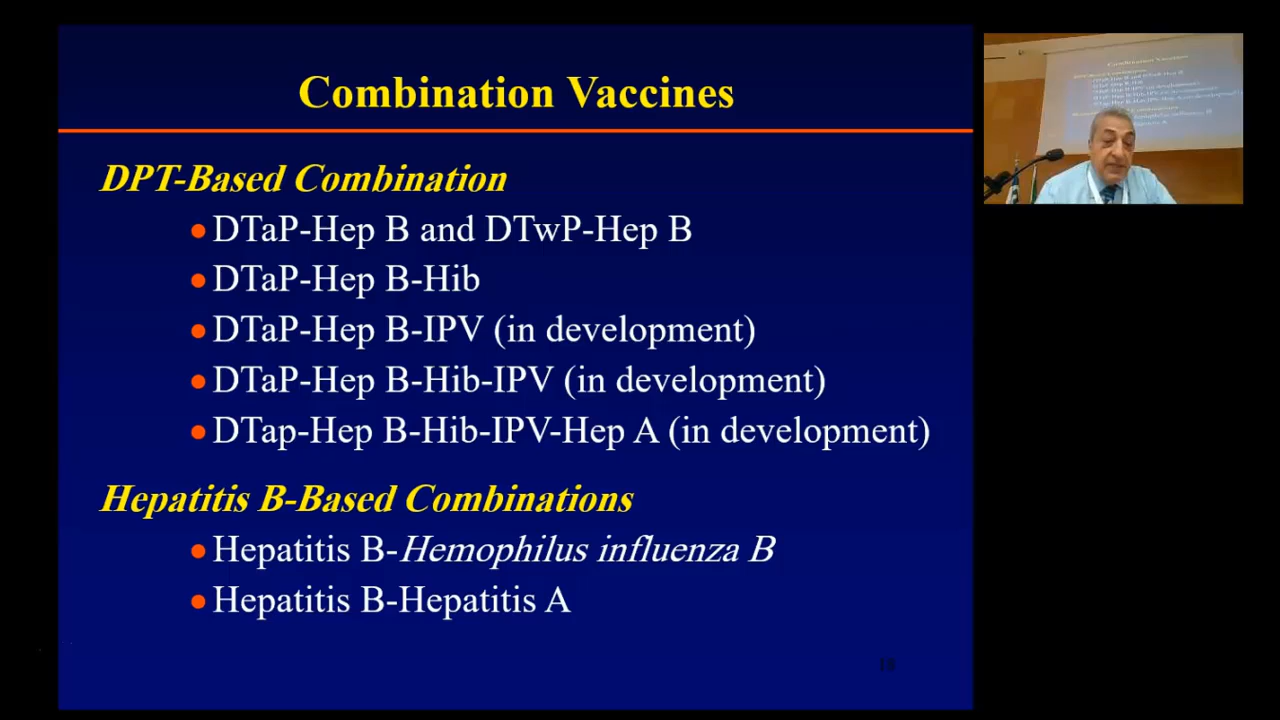 Combination Vaccines
DPT-Based Combination
• DTaP-Hep B and DTwP-Hep B
• DTaP-Hep B-Hib
• DTaP-Hep B-IPV (in development)
• DTaP-Hep B-Hib-IPV (in development)
• DTap-Hep B-Hib-IPV-Hep A (in development)
Hepatitis B-Based Combinations
• Hepatitis B-Hemophilus influenza B
• Hepatitis B-Hepatitis A
Combination Vaccines